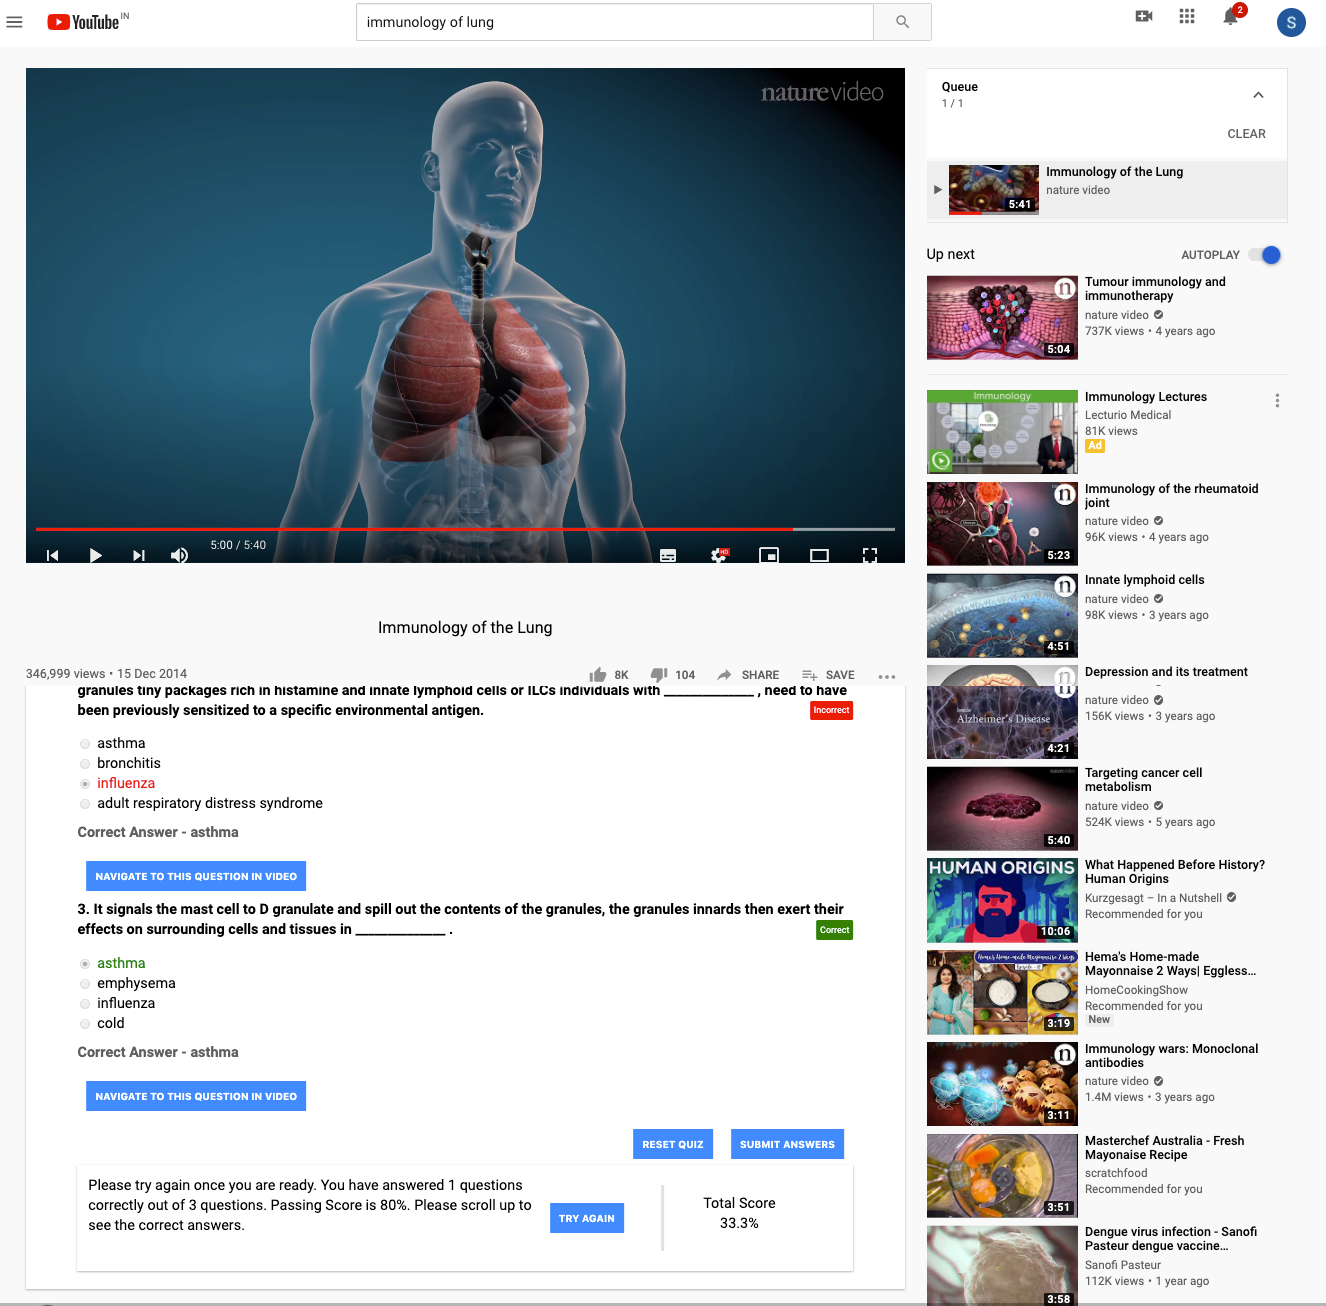 YouTube IN
immunology of lung
2
S
naturevideo
5:00 / 5:40
HD
Immunology of the Lung
346,999 views • 15 Dec 2014
8K
104
SHARE
SAVE
granules tiny packages rich in histamine and innate lymphoid cells or ILCs individuals with ______________ , need to have
been previously sensitized to a specific environmental antigen.
Incorrect
asthma
bronchitis
influenza
adult respiratory distress syndrome
Correct Answer - asthma
NAVIGATE TO THIS QUESTION IN VIDEO
3. It signals the mast cell to D granulate and spill out the contents of the granules, the granules innards then exert their
effects on surrounding cells and tissues in ______________ .
Correct
asthma
emphysema
influenza
cold
Correct Answer - asthma
NAVIGATE TO THIS QUESTION IN VIDEO
RESET QUIZ
SUBMIT ANSWERS
Please try again once you are ready. You have answered 1 questions
correctly out of 3 questions. Passing Score is 80%. Please scroll up to
see the correct answers.
TRY AGAIN
Total Score
33.3%
Queue
1 / 1
CLEAR
5:41
Immunology of the Lung
nature video
Up next
AUTOPLAY
n
5:04
Tumour immunology and
immunotherapy
nature video
737K views • 4 years ago
Immunology
Immunology Lectures
Lecturio Medical
81K views
Ad
n
5:23
Immunology of the rheumatoid
joint
nature video
96K views • 4 years ago
n
4:51
Innate lymphoid cells
nature video
98K views • 3 years ago
Depression and its treatment
Inside
Alzheimer's Disease
4:21
nature video
156K views • 3 years ago
5:40
Targeting cancer cell
metabolism
nature video
524K views • 5 years ago
HUMAN ORIGINS
10:06
What Happened Before History?
Human Origins
Kurzgesagt – In a Nutshell
Recommended for you
Hema's Home-made Mayonnaise 2 Ways
3:19
Hema's Home-made
Mayonnaise 2 Ways| Eggless...
HomeCookingShow
Recommended for you
New
n
3:11
Immunology wars: Monoclonal
antibodies
nature video
1.4M views • 3 years ago
3:51
Masterchef Australia - Fresh
Mayonaise Recipe
scratchfood
Recommended for you
3:58
Dengue virus infection - Sanofi
Pasteur dengue vaccine...
Sanofi Pasteur
112K views • 1 year ago